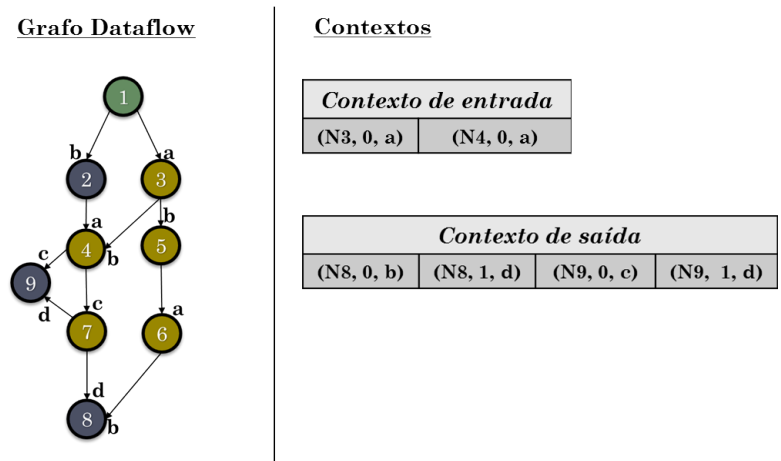 Grafo Dataflow
1
b
a
2
3
a
b
4
b
5
c
9
d
c
a
7
6
d
8
b
Contextos
Contexto de entrada
(N3, 0, a) (N4, 0, a)
Contexto de saída
(N8, 0, b) (N8, 1, d) (N9, 0, c) (N9, 1, d)